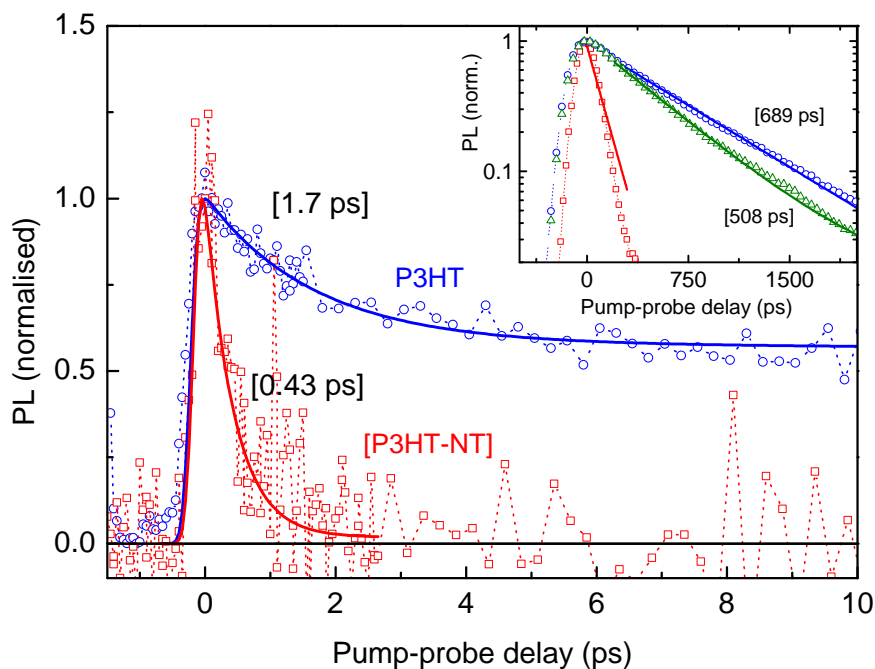 1.5
1.0
0.5
0.0
PL (normalised)
0
2
4
6
8
10
Pump-probe delay (ps)
[1.7 ps]
P3HT
[0.43 ps]
[P3HT-NT]
1
0.1
PL (norm.)
0
750
1500
Pump-probe delay (ps)
[689 ps]
[508 ps]